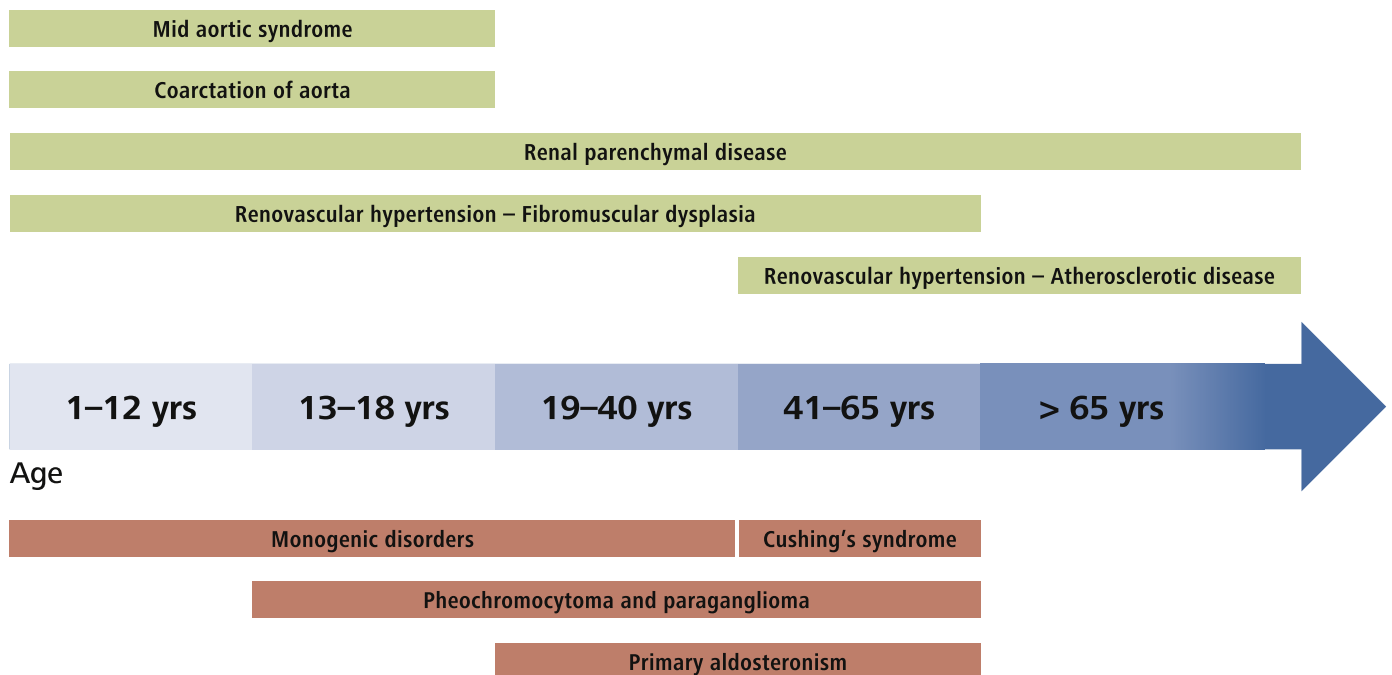 Mid aortic syndrome
Coarctation of aorta
Renal parenchymal disease
Renovascular hypertension – Fibromuscular dysplasia
Renovascular hypertension – Atherosclerotic disease
1–12 yrs
13–18 yrs
19–40 yrs
41–65 yrs
> 65 yrs
Age
Monogenic disorders
Cushing’s syndrome
Pheochromocytoma and paraganglioma
Primary aldosteronism